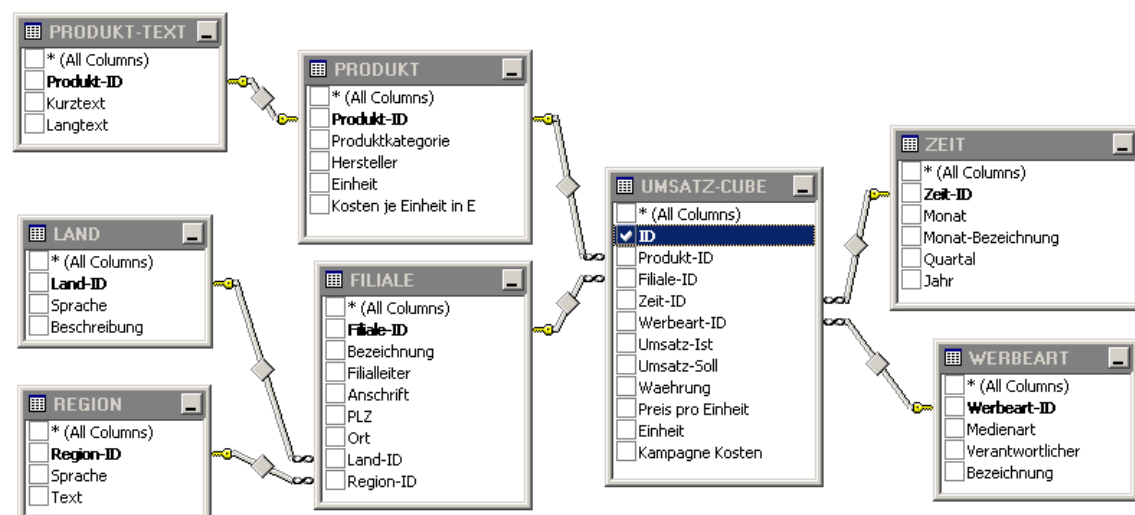 PRODUKT-TEXT
* (All Columns)
Produkt-ID
Kurztext
Langtext
PRODUKT
* (All Columns)
Produkt-ID
Produktkategorie
Hersteller
Einheit
Kosten je Einheit in E
LAND
* (All Columns)
Land-ID
Sprache
Beschreibung
REGION
* (All Columns)
Region-ID
Sprache
Text
FILIALE
* (All Columns)
Filiale-ID
Bezeichnung
Filialleiter
Anschrift
PLZ
Ort
Land-ID
Region-ID
UMSATZ-CUBE
* (All Columns)
ID
Produkt-ID
Filiale-ID
Zeit-ID
Werbeart-ID
Umsatz-Ist
Umsatz-Soll
Waehrung
Preis pro Einheit
Einheit
Kampagne Kosten
ZEIT
* (All Columns)
Zeit-ID
Monat
Monat-Bezeichnung
Quartal
Jahr
WERBEART
* (All Columns)
Werbeart-ID
Medienart
Verantwortlicher
Bezeichnung